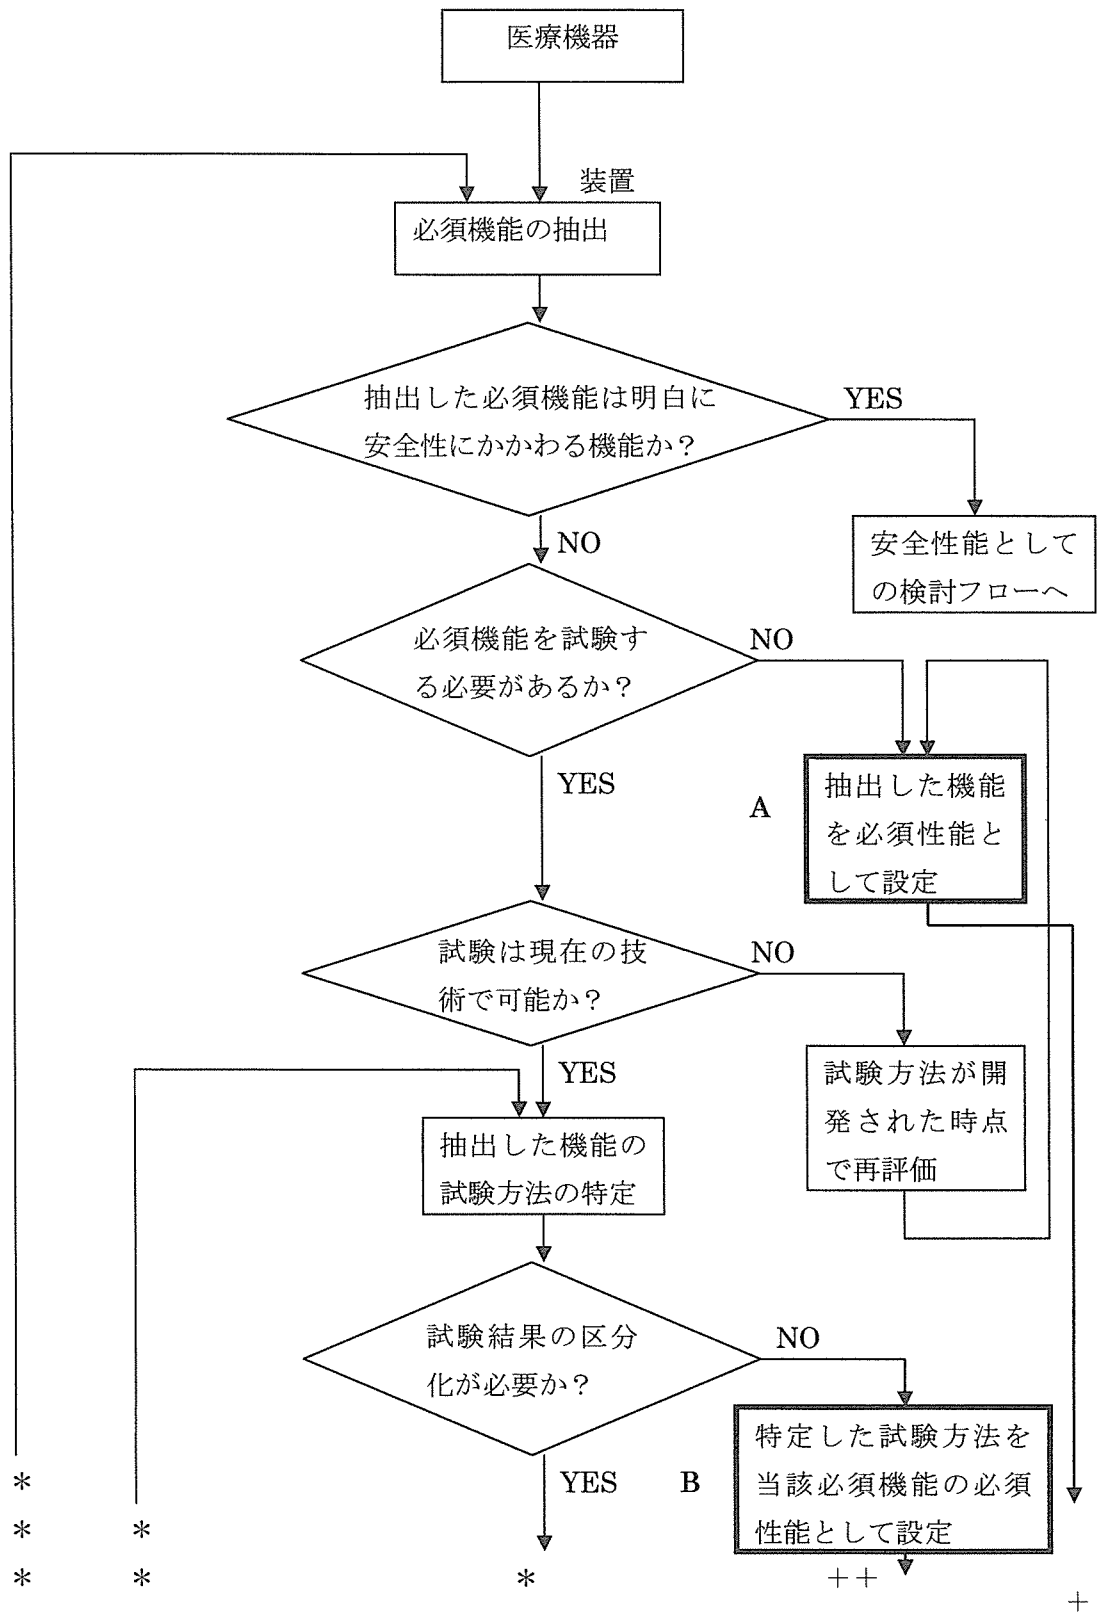 医療機器
装置
必須機能の抽出
抽出した必須機能は明白に
安全性にかかわる機能か？
YES
NO
安全性能として
の検討フローへ
必須機能を試験す
る必要があるか？
NO
YES
A
抽出した機能
を必須性能と
して設定
試験は現在の技
術で可能か？
NO
YES
試験方法が開
発された時点
で再評価
抽出した機能の
試験方法の特定
試験結果の区分
化が必要か？
NO
YES
B
特定した試験方法を
当該必須機能の必須
性能として設定
*
*
*
*
*
*
++
+